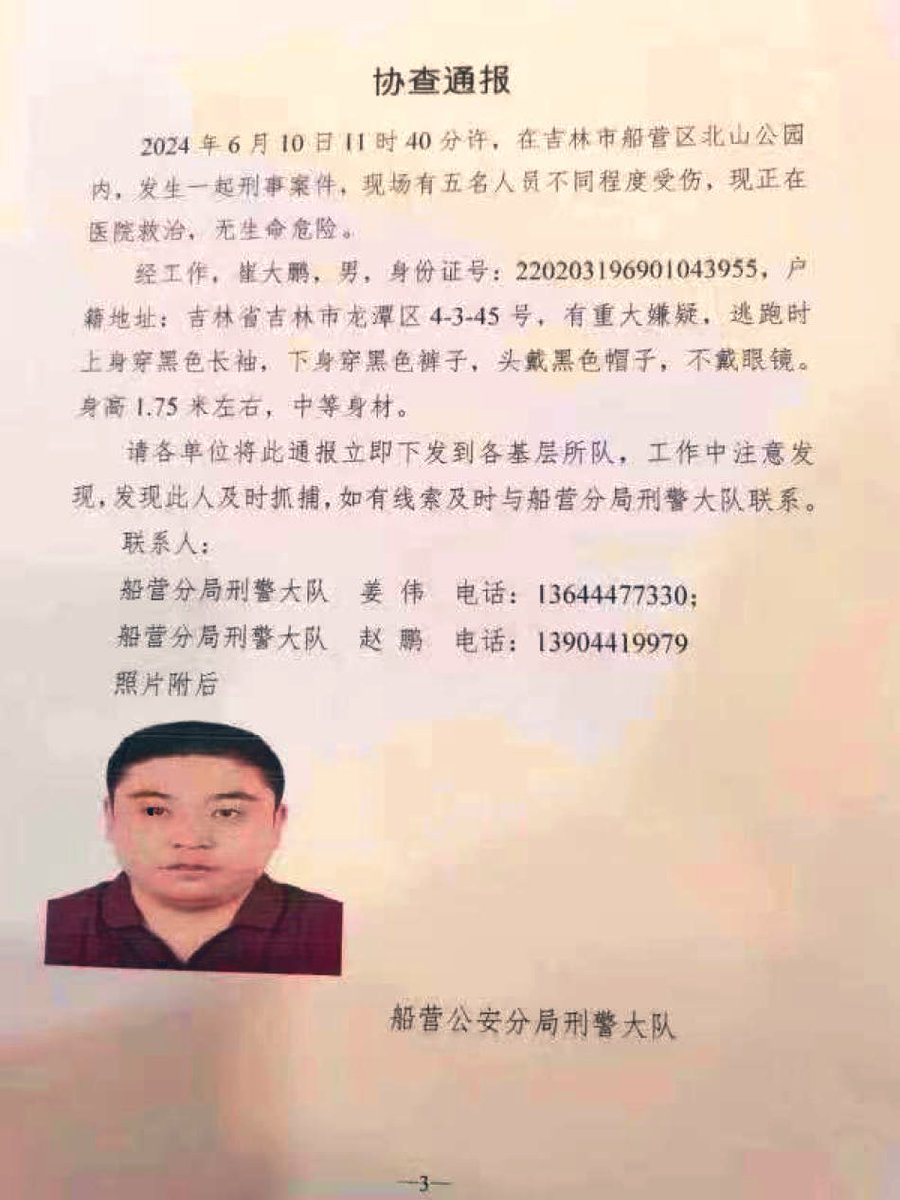 协查通报
2024年6月10日11时40分许，在吉林市船营区北山公园
内，发生一起刑事案件，现场有五名人员不同程度受伤，现正在
医院救治，无生命危险。
经工作，崔大鹏，男，身份证号：220203196901043955，户
籍地址：吉林省吉林市龙潭区4-3-45号，有重大嫌疑，逃跑时
上身穿黑色长袖，下身穿黑色裤子，头戴黑色帽子，不戴眼镜。
身高1.75米左右，中等身材。
请各单位将此通报立即下发到各基层所队，工作中注意发
现，发现此人及时抓捕，如有线索及时与船营分局刑警大队联系。
联系人：
船营分局刑警大队 姜伟 电话：13644477330；
船营分局刑警大队 赵鹏 电话：13904419979
照片附后
船营公安分局刑警大队
—3—